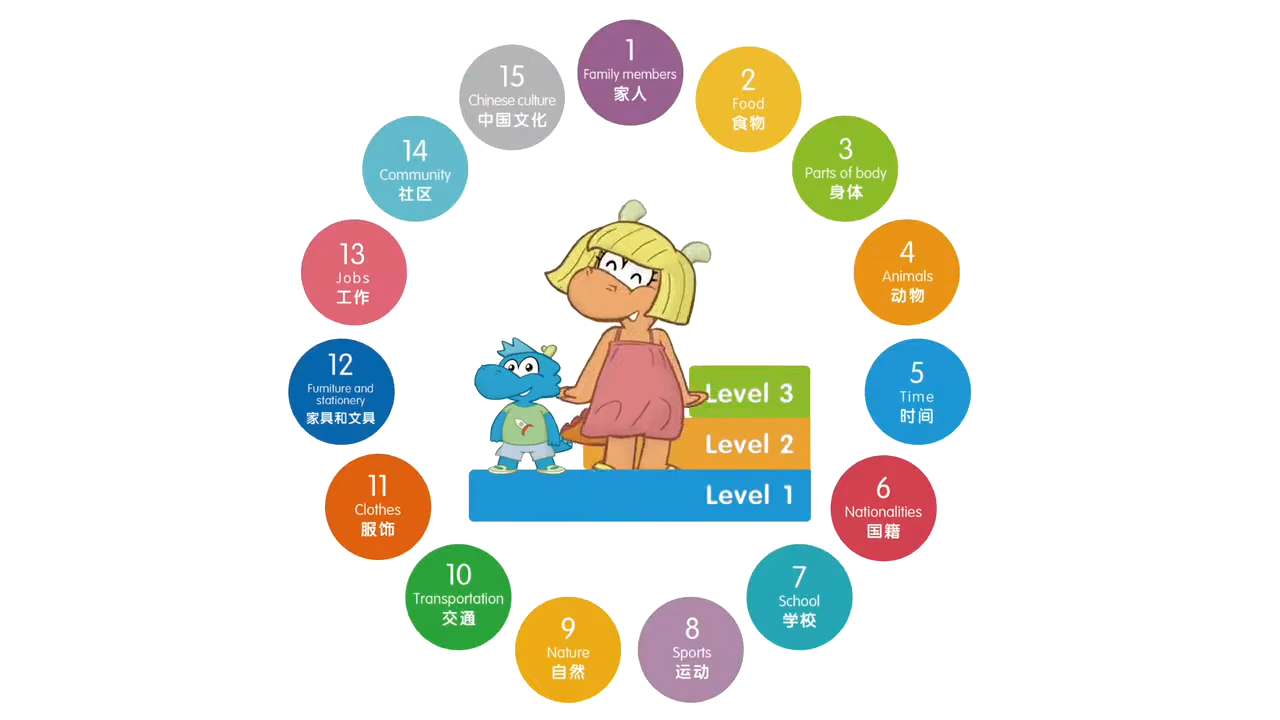 1
Family members
家人
2
Food
食物
3
Parts of body
身体
4
Animals
动物
5
Time
时间
6
Nationalities
国籍
7
School
学校
8
Sports
运动
9
Nature
自然
10
Transportation
交通
11
Clothes
服饰
12
Furniture and
stationery
家具和文具
13
Jobs
工作
14
Community
社区
15
Chinese culture
中国文化
Level 3
Level 2
Level 1